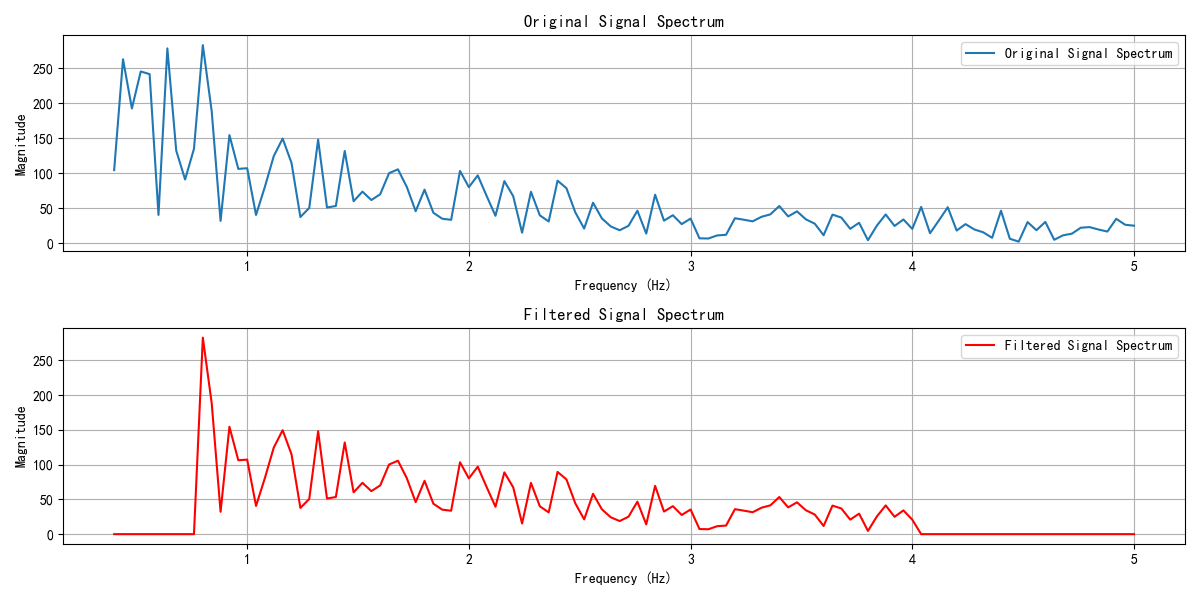 Original Signal Spectrum
Original Signal Spectrum
Magnitude
250
200
150
100
50
0
1 2 3 4 5
Frequency (Hz)
Filtered Signal Spectrum
Filtered Signal Spectrum
Magnitude
250
200
150
100
50
0
1 2 3 4 5
Frequency (Hz)